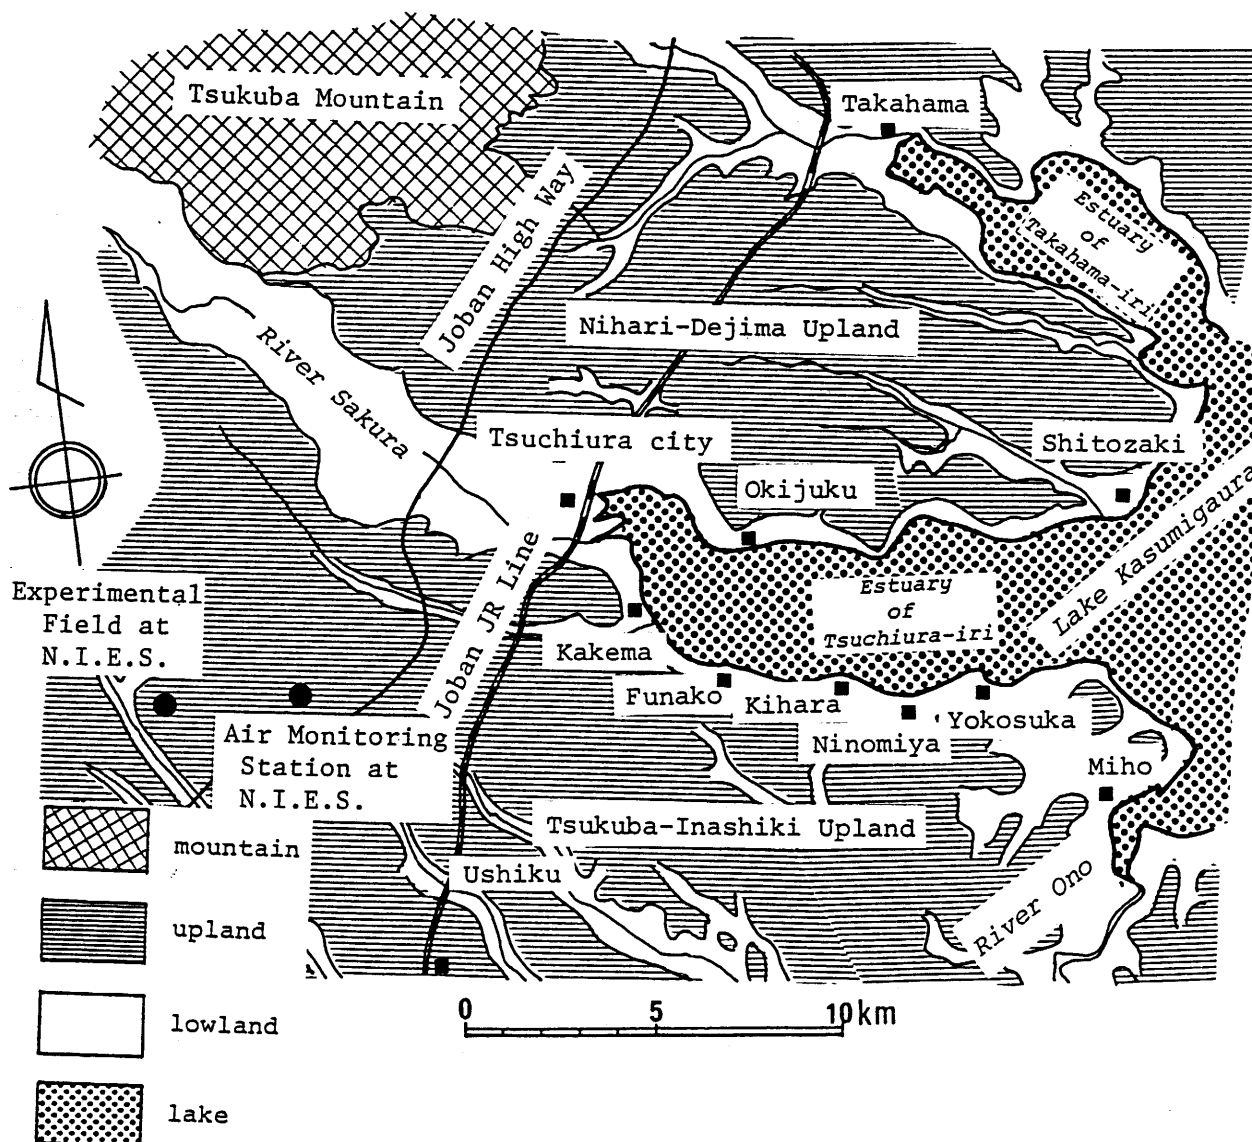 Tsukuba Mountain
Takahama
Joban High Way
Estuary
of
Takahama-iri
Nihari-Dejima Upland
River Sakura
Tsuchiura city
Shitozaki
Okijuku
Lake Kasumigaura
Experimental
Field at
N.I.E.S.
Joban JR Line
Estuary
of
Tsuchiura-iri
Kakema
Funako
Kihara
Yokosuka
Ninomiya
Air Monitoring
Station at
N.I.E.S.
Miho
Tsukuba-Inashiki Upland
Ushiku
River Ono
mountain
upland
lowland
lake
0 5 10km